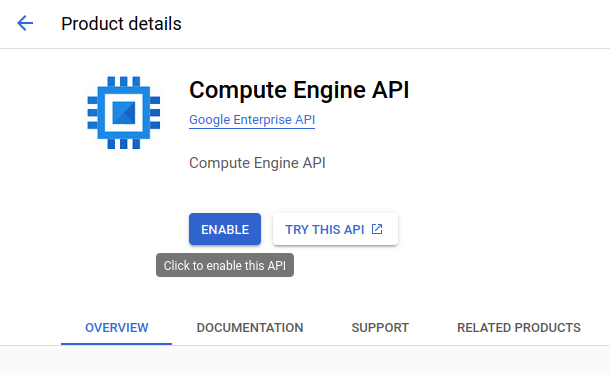 Product details
Compute Engine API
Google Enterprise API
Compute Engine API
ENABLE
TRY THIS API
Click to enable this API
OVERVIEW
DOCUMENTATION
SUPPORT
RELATED PRODUCTS